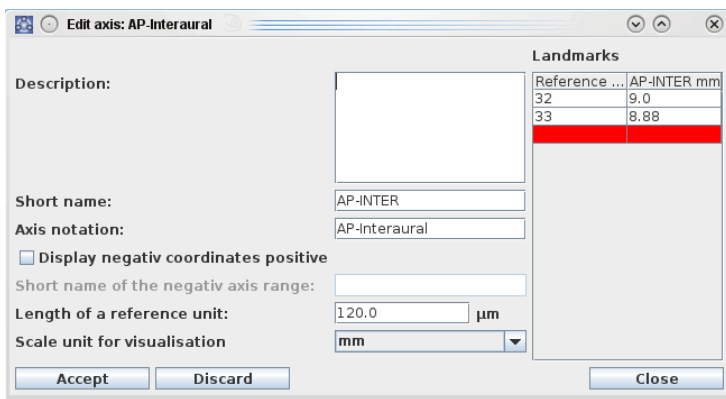 Edit axis: AP-Interaural
Landmarks
Description:
Reference ... AP-INTER mm
32 9.0
33 8.88
Short name: AP-INTER
Axis notation: AP-Interaural
Display negativ coordinates positive
Short name of the negativ axis range:
Length of a reference unit: 120.0 µm
Scale unit for visualisation mm
Accept Discard Close